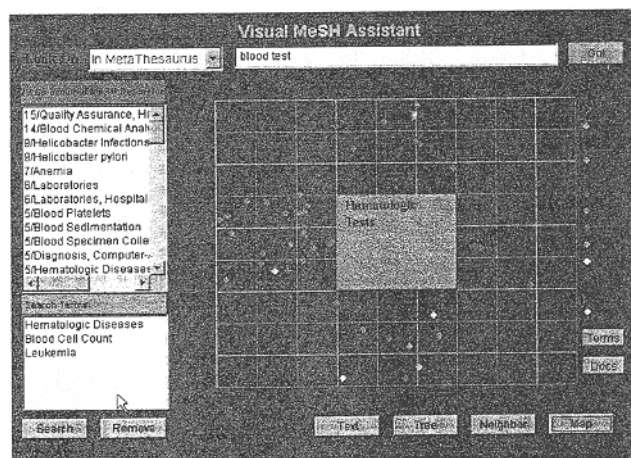 Visual MeSH Assistant
In MetaThesaurus
blood test
Go!
15/Quality Assurance, H
14/Blood Chemical Anal
9/Helicobacter Infections
9/Helicobacter pylori
7/Anemia
6/Laboratories
6/Laboratories, Hospital
5/Blood Platelets
5/Blood Sedimentation
5/Blood Specimen Colle
5/Diagnosis, Computer-
5/Hematologic Diseases
Hematologic
Tests
Search Terms
Hematologic Diseases
Blood Cell Count
Leukemia
Terms
Docs
Search
Remove
Text
Tree
Neighbor
Map